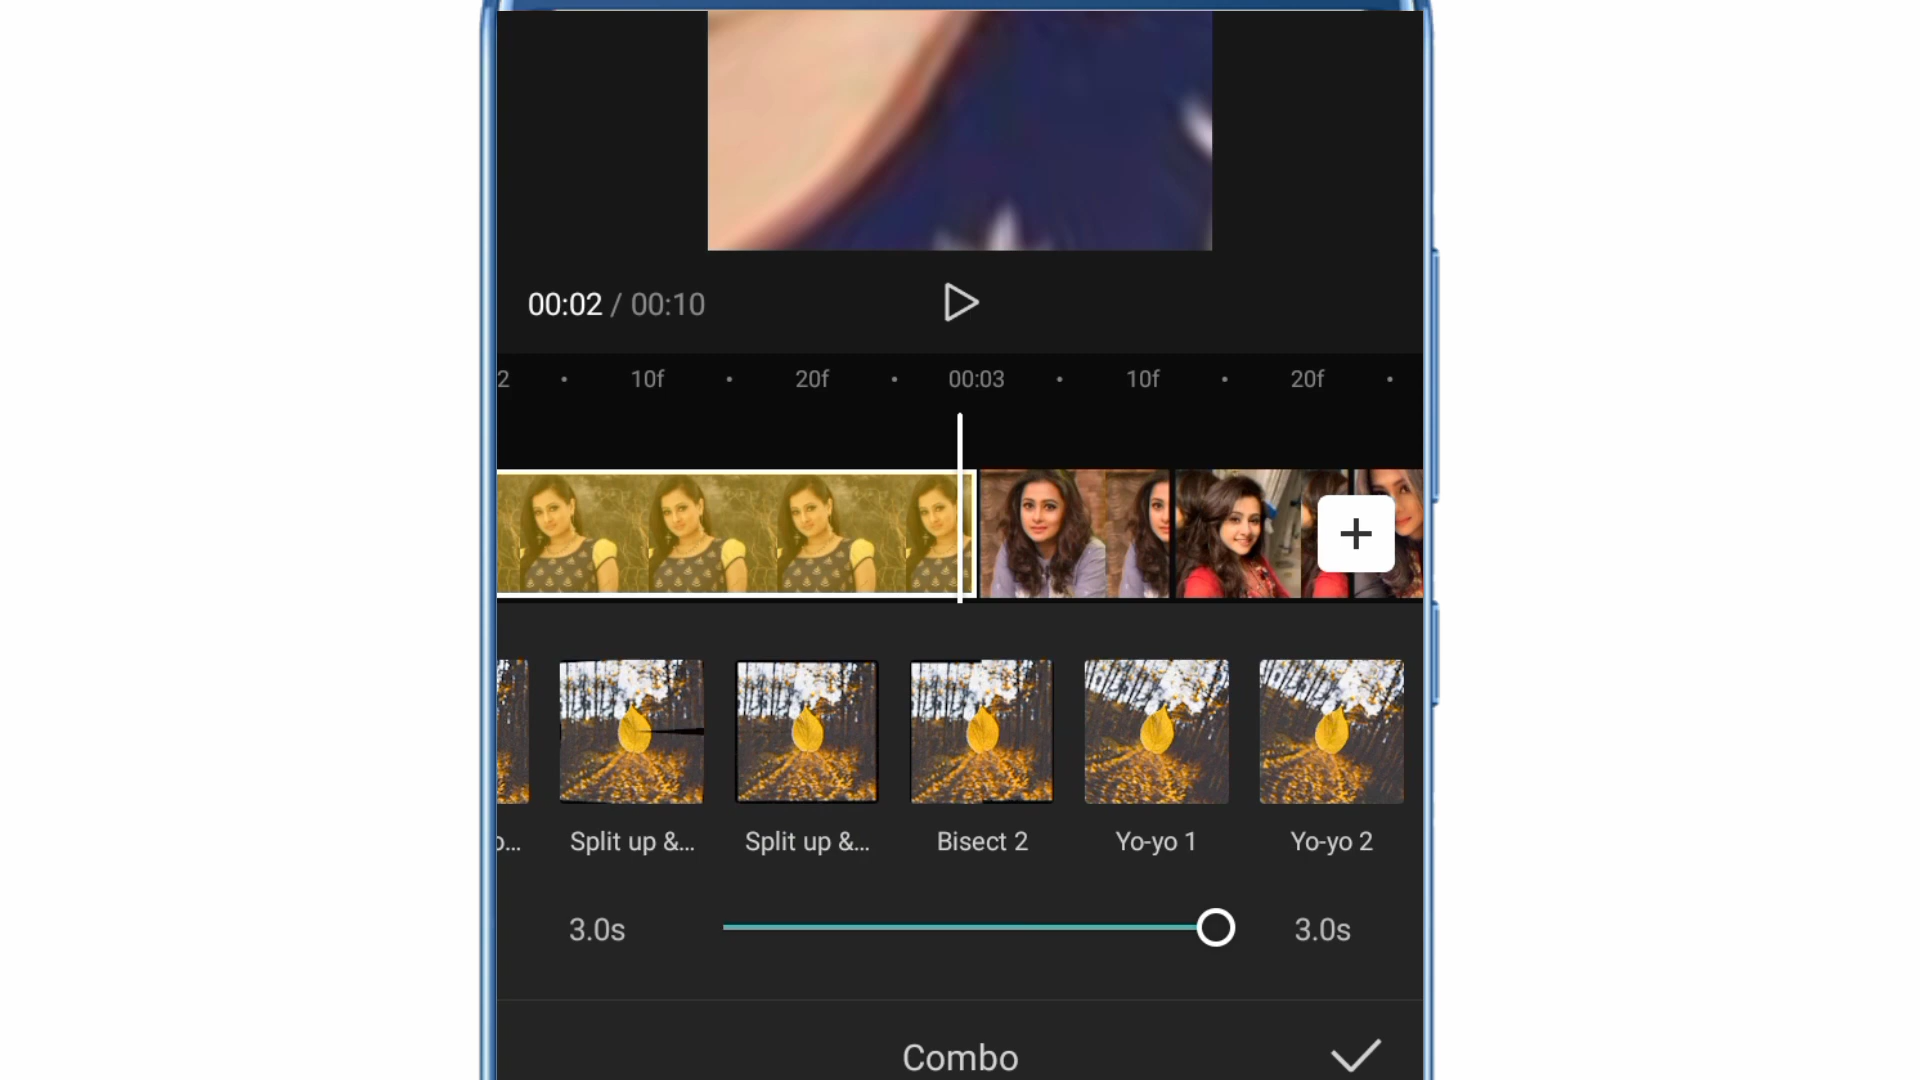 00:02 / 00:10
2 10f 20f 00:03 10f 20f
o... Split up &... Split up &... Bisect 2 Yo-yo 1 Yo-yo 2
3.0s 3.0s
Combo